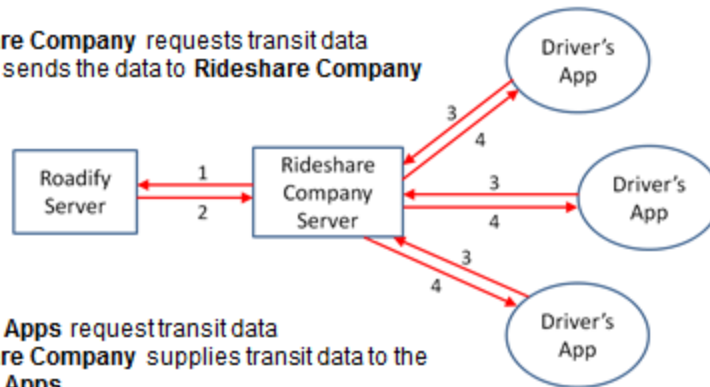 re Company requests transit data
sends the data to Rideshare Company
Driver's
App
3
4
Roadify
Server
1
2
Rideshare
Company
Server
3
4
Driver's
App
3
4
Driver's
App
Apps request transit data
re Company supplies transit data to the
Apps